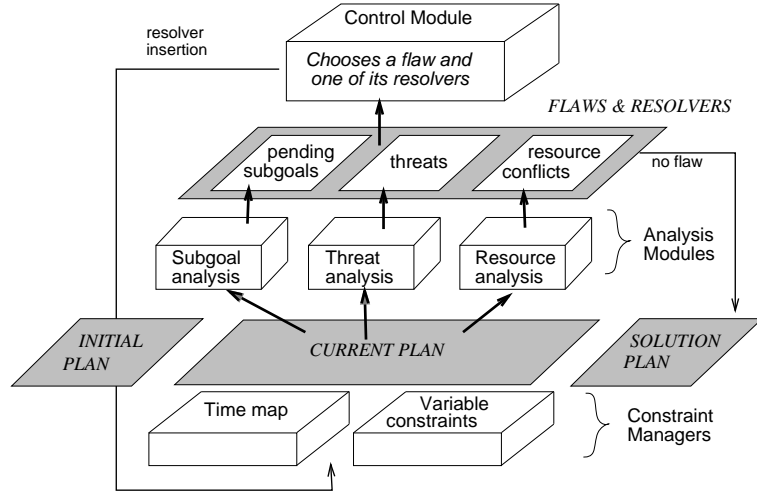 Control Module
resolver
insertion
Chooses a flaw and
one of its resolvers
FLAWS & RESOLVERS
pending
subgoals
threats
resource
conflicts
no flaw
Subgoal
analysis
Threat
analysis
Resource
analysis
Analysis
Modules
INITIAL
PLAN
CURRENT PLAN
SOLUTION
PLAN
Time map
Variable
constraints
Constraint
Managers